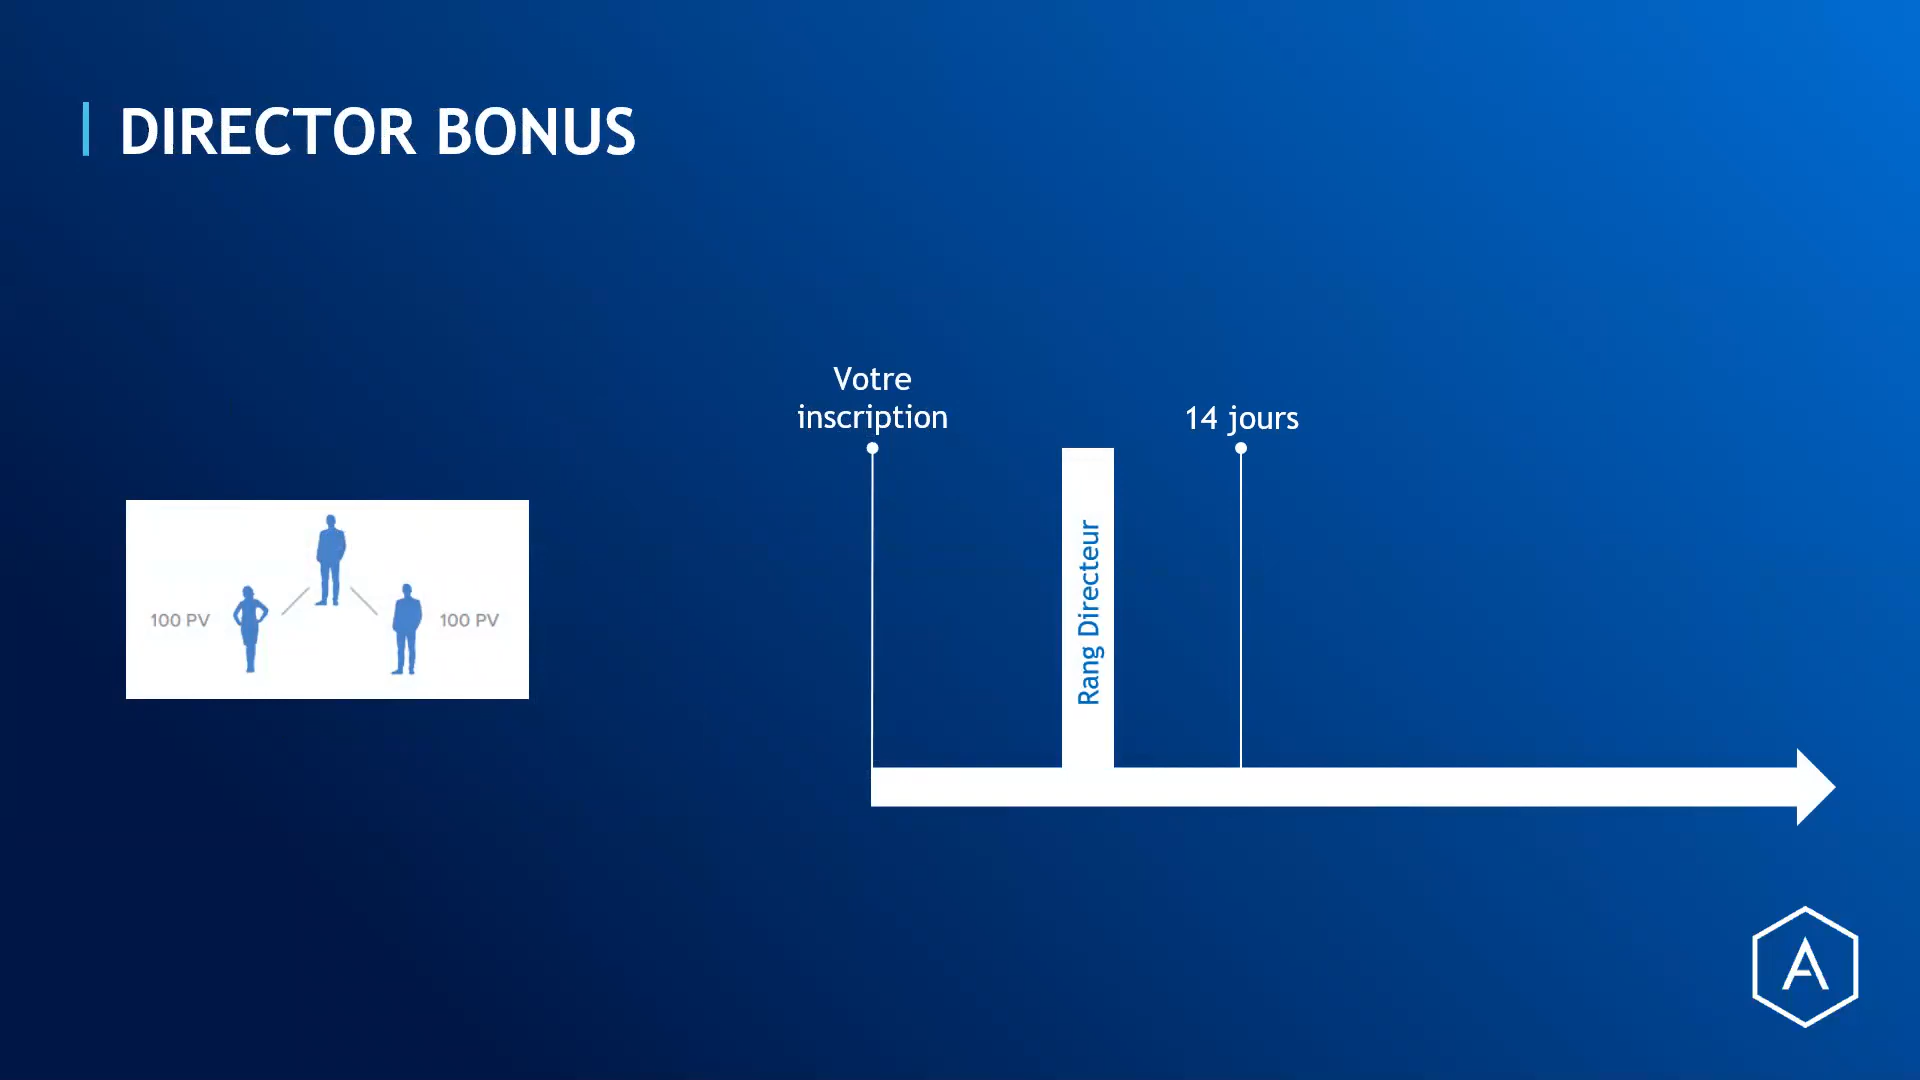 DIRECTOR BONUS
Votre
inscription
14 jours
Rang Directeur
100 PV
100 PV
A